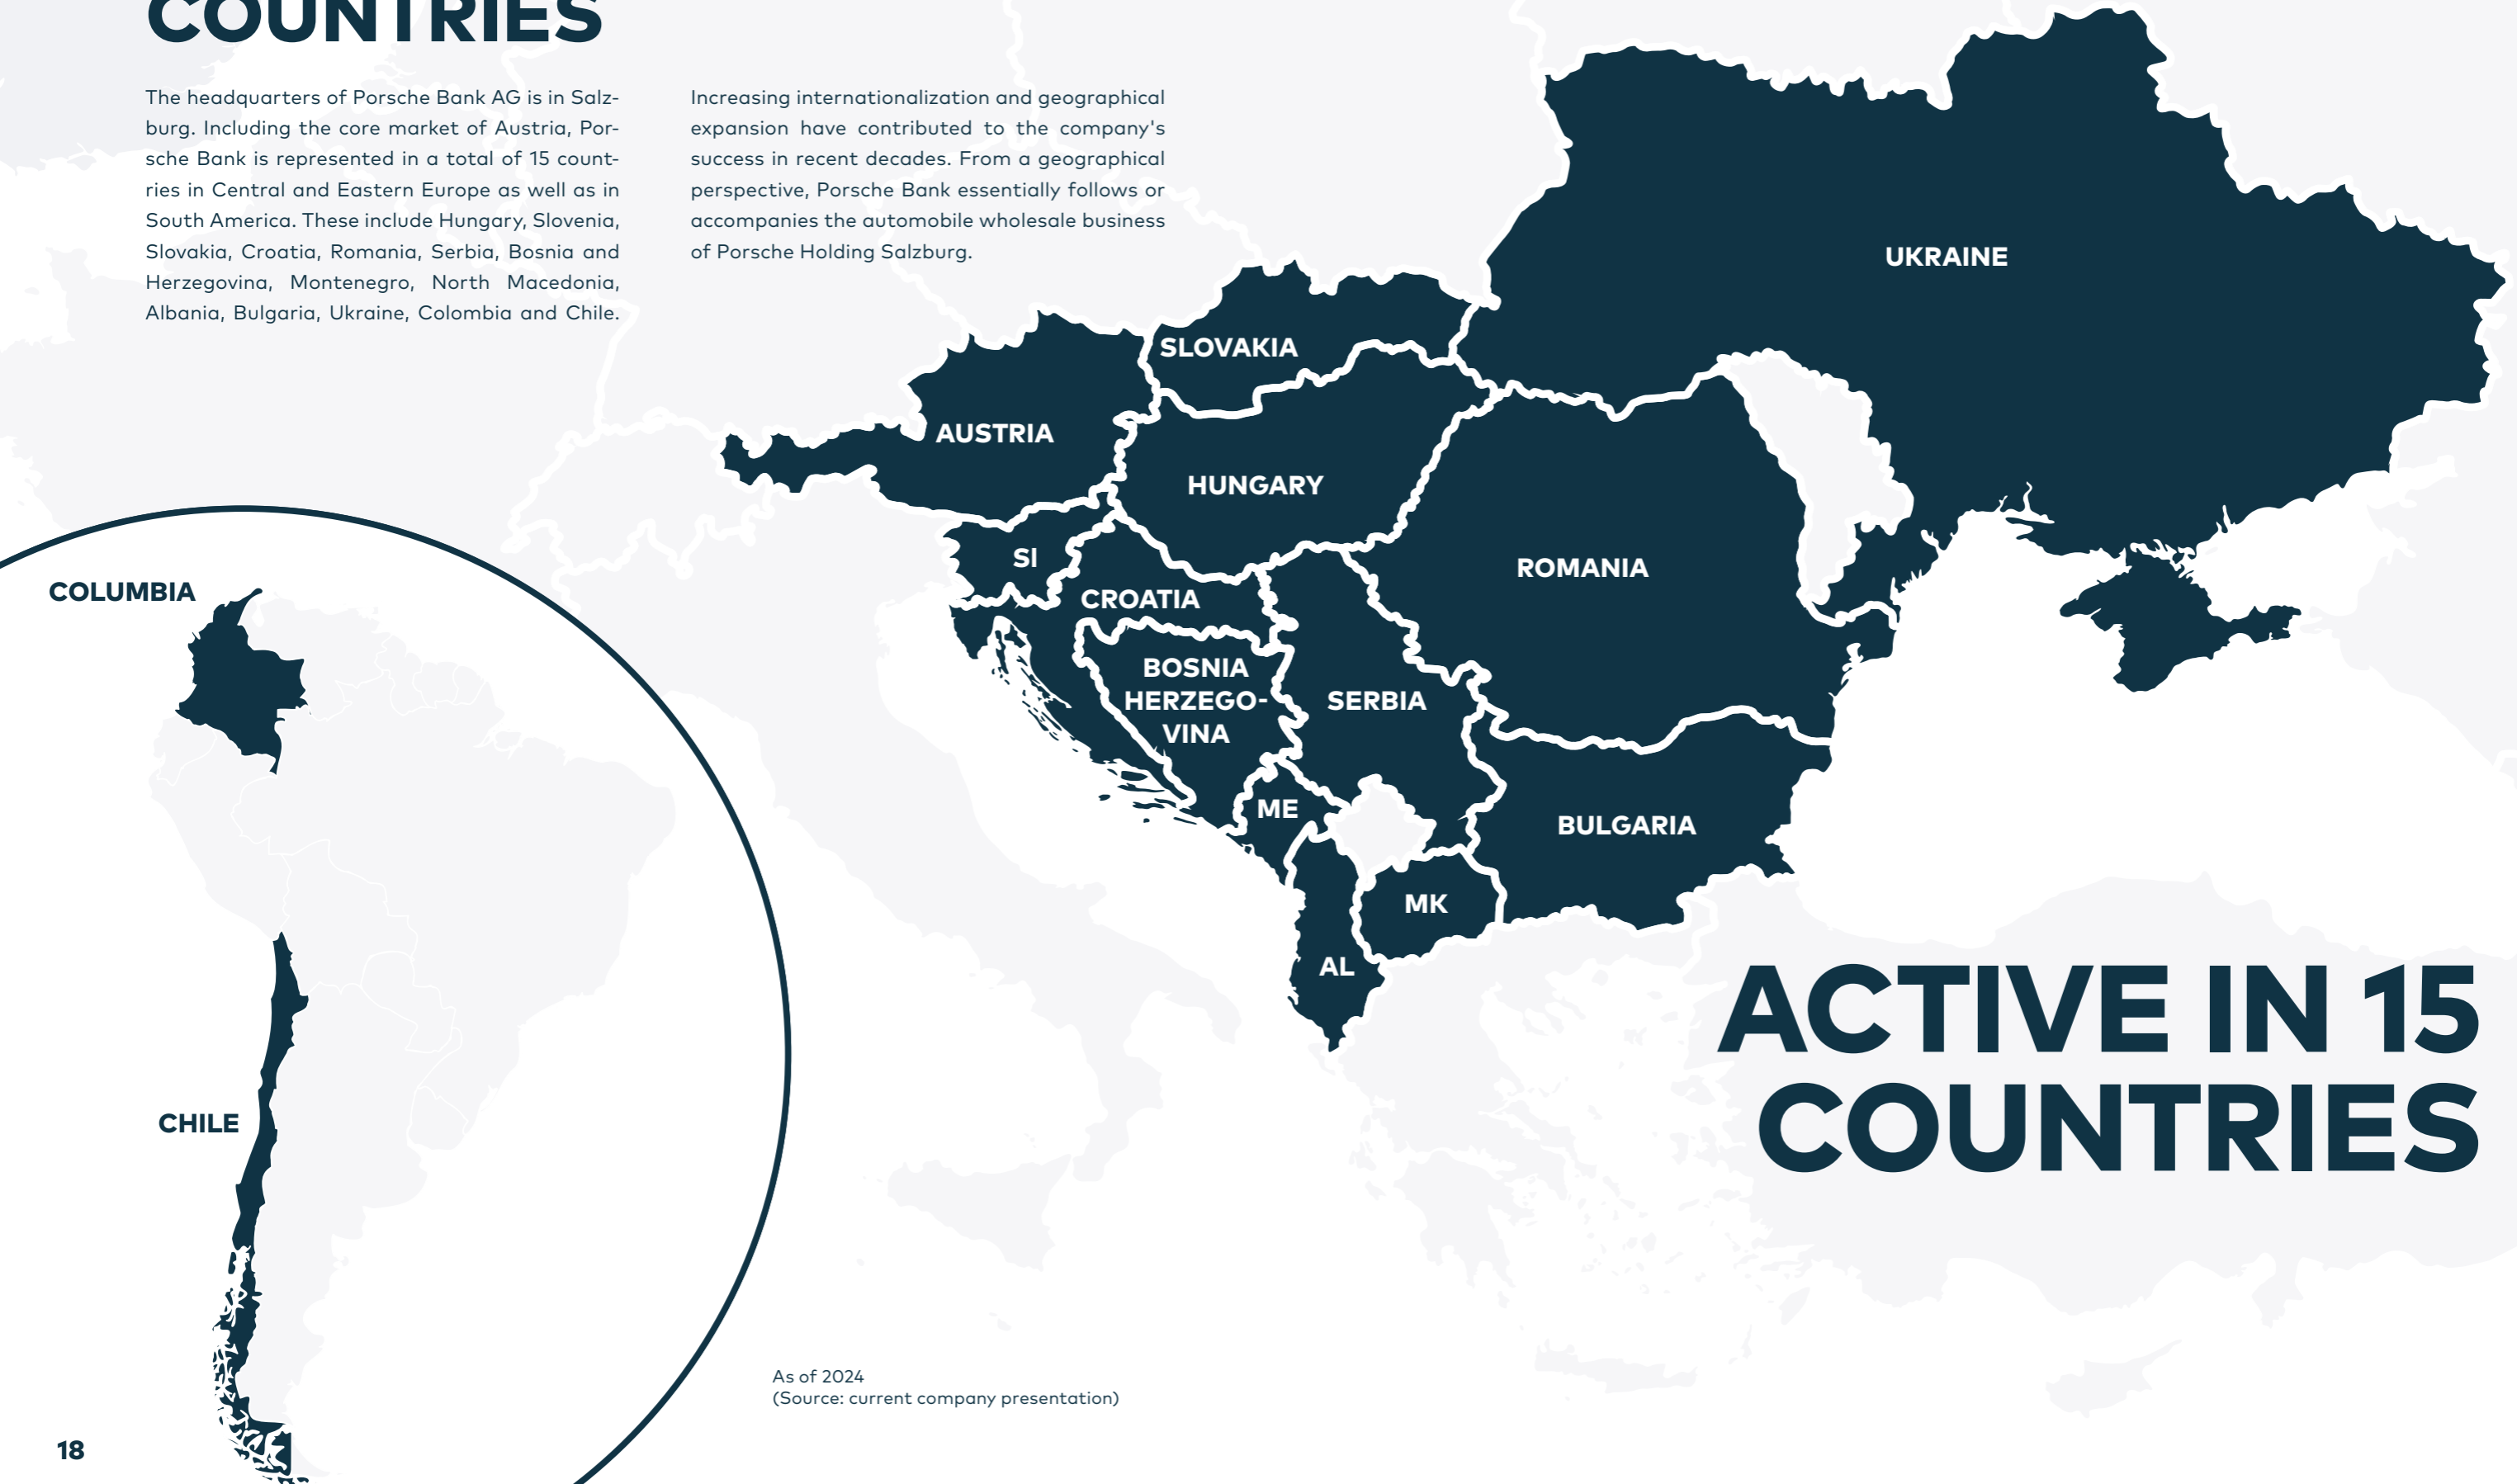 COUNTRIES
The headquarters of Porsche Bank AG is in Salz-
burg. Including the core market of Austria, Por-
sche Bank is represented in a total of 15 count-
ries in Central and Eastern Europe as well as in
South America. These include Hungary, Slovenia,
Slovakia, Croatia, Romania, Serbia, Bosnia and
Herzegovina, Montenegro, North Macedonia,
Albania, Bulgaria, Ukraine, Colombia and Chile.
Increasing internationalization and geographical
expansion have contributed to the company's
success in recent decades. From a geographical
perspective, Porsche Bank essentially follows or
accompanies the automobile wholesale business
of Porsche Holding Salzburg.
UKRAINE
SLOVAKIA
AUSTRIA
HUNGARY
SI
ROMANIA
CROATIA
BOSNIA
HERZEGO-
VINA
SERBIA
ME
BULGARIA
MK
AL
COLUMBIA
CHILE
ACTIVE IN 15
COUNTRIES
As of 2024
(Source: current company presentation)
18